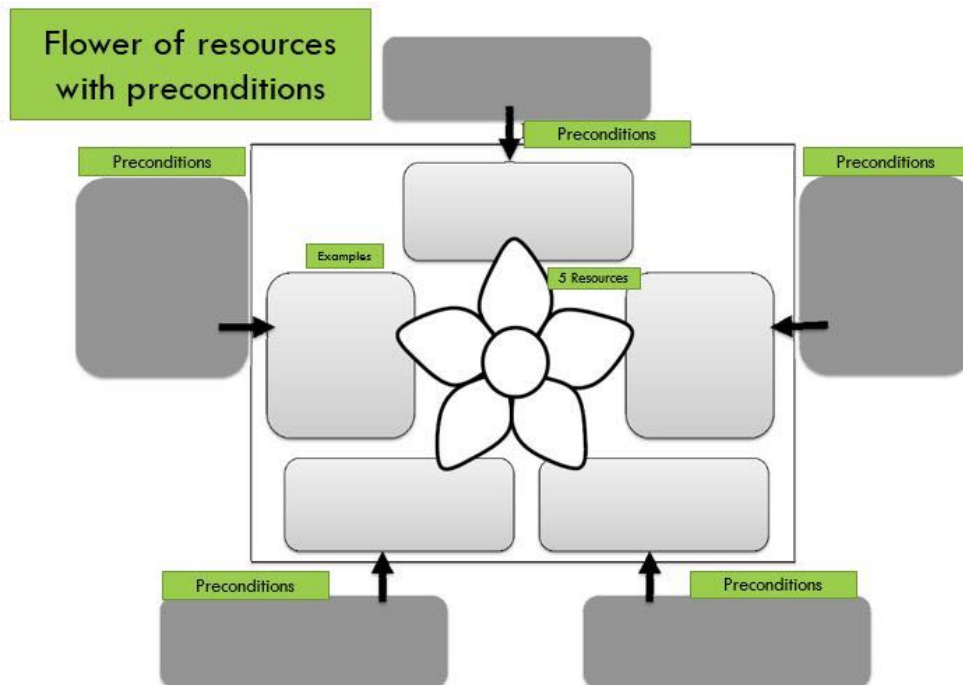 Flower of resources
with preconditions
Preconditions
Preconditions
Preconditions
Examples
5 Resources
Preconditions
Preconditions